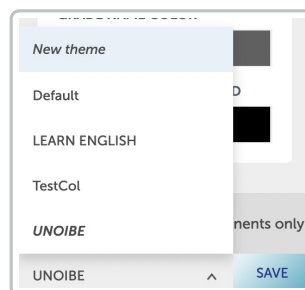 New theme
Default
D
LEARN ENGLISH
TestCol
UNOIBE
nents only
UNOIBE
SAVE